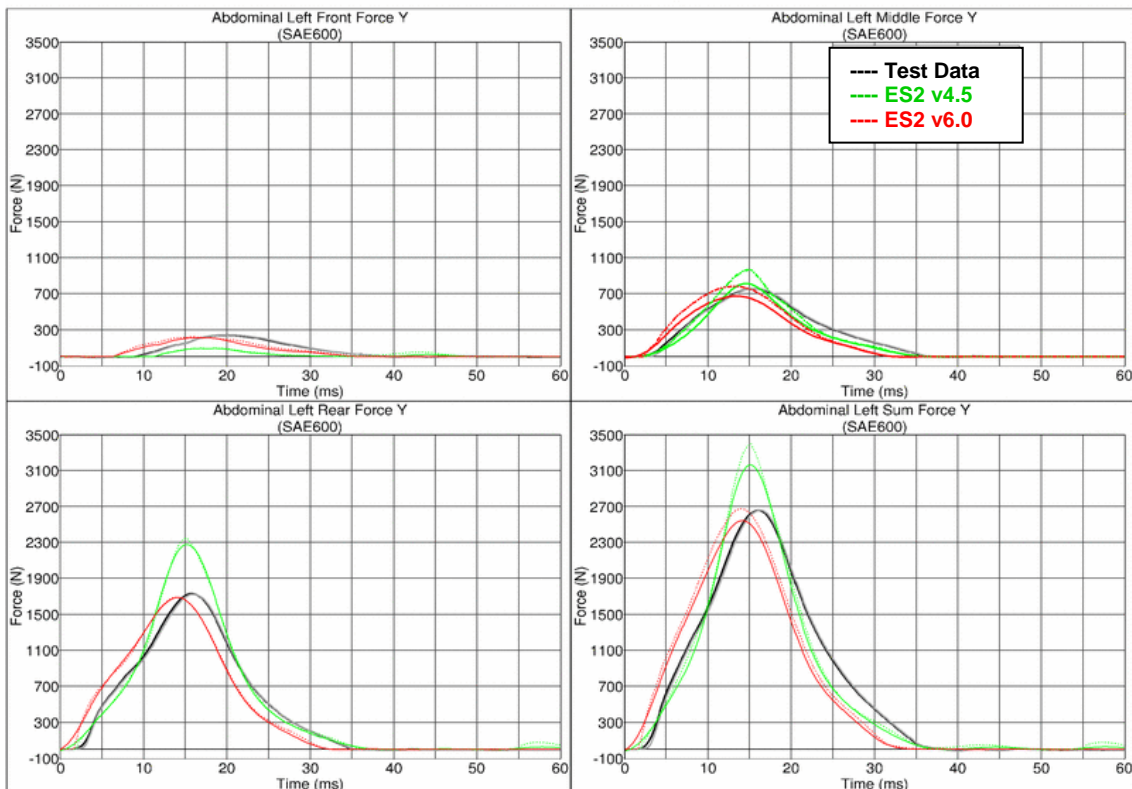 Abdominal Left Front Force Y
(SAE600)
3500
3100
2700
2300
1900
1500
1100
700
300
-100
Force (N)
0 10 20 30 40 50 60
Time (ms)
Abdominal Left Middle Force Y
(SAE600)
---- Test Data
---- ES2 v4.5
---- ES2 v6.0
3500
3100
2700
2300
1900
1500
1100
700
300
-100
Force (N)
0 10 20 30 40 50 60
Time (ms)
Abdominal Left Rear Force Y
(SAE600)
3500
3100
2700
2300
1900
1500
1100
700
300
-100
Force (N)
0 10 20 30 40 50 60
Time (ms)
Abdominal Left Sum Force Y
(SAE600)
3500
3100
2700
2300
1900
1500
1100
700
300
-100
Force (N)
0 10 20 30 40 50 60
Time (ms)